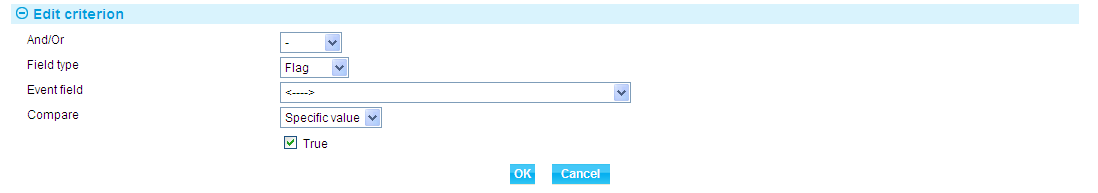 Edit criterion
And/Or -
Field type Flag
Event field <---->
Compare Specific value
True
OK Cancel